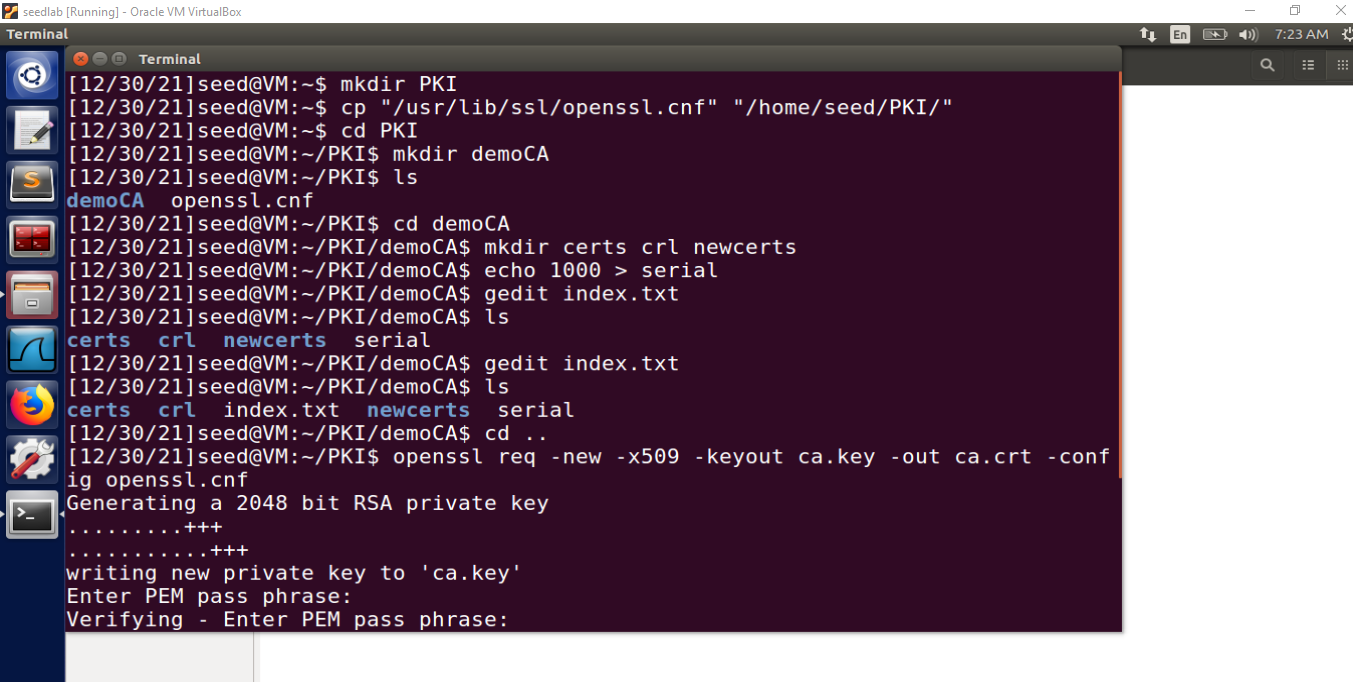 seedlab [Running] - Oracle VM VirtualBox
Terminal
En
7:23 AM
Terminal
[12/30/21]seed@VM:~$ mkdir PKI
[12/30/21]seed@VM:~$ cp "/usr/lib/ssl/openssl.cnf" "/home/seed/PKI/"
[12/30/21]seed@VM:~$ cd PKI
[12/30/21]seed@VM:~/PKI$ mkdir demoCA
[12/30/21]seed@VM:~/PKI$ ls
demoCA  openssl.cnf
[12/30/21]seed@VM:~/PKI$ cd demoCA
[12/30/21]seed@VM:~/PKI/demoCA$ mkdir certs crl newcerts
[12/30/21]seed@VM:~/PKI/demoCA$ echo 1000 > serial
[12/30/21]seed@VM:~/PKI/demoCA$ gedit index.txt
[12/30/21]seed@VM:~/PKI/demoCA$ ls
certs  crl  newcerts  serial
[12/30/21]seed@VM:~/PKI/demoCA$ gedit index.txt
[12/30/21]seed@VM:~/PKI/demoCA$ ls
certs  crl  index.txt  newcerts  serial
[12/30/21]seed@VM:~/PKI/demoCA$ cd ..
[12/30/21]seed@VM:~/PKI$ openssl req -new -x509 -keyout ca.key -out ca.crt -conf
ig openssl.cnf
Generating a 2048 bit RSA private key
.........+++
...........+++
writing new private key to 'ca.key'
Enter PEM pass phrase:
Verifying - Enter PEM pass phrase: